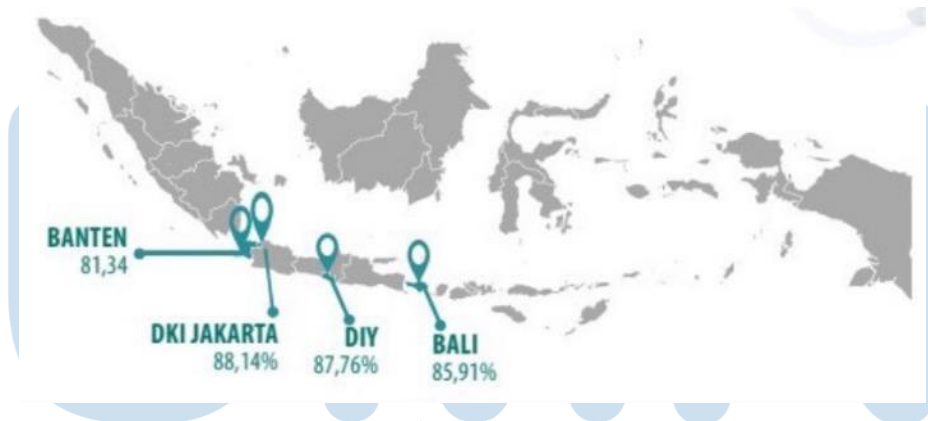 BANTEN
81,34
DKI JAKARTA
88,14%
DIY
87,76%
BALI
85,91%